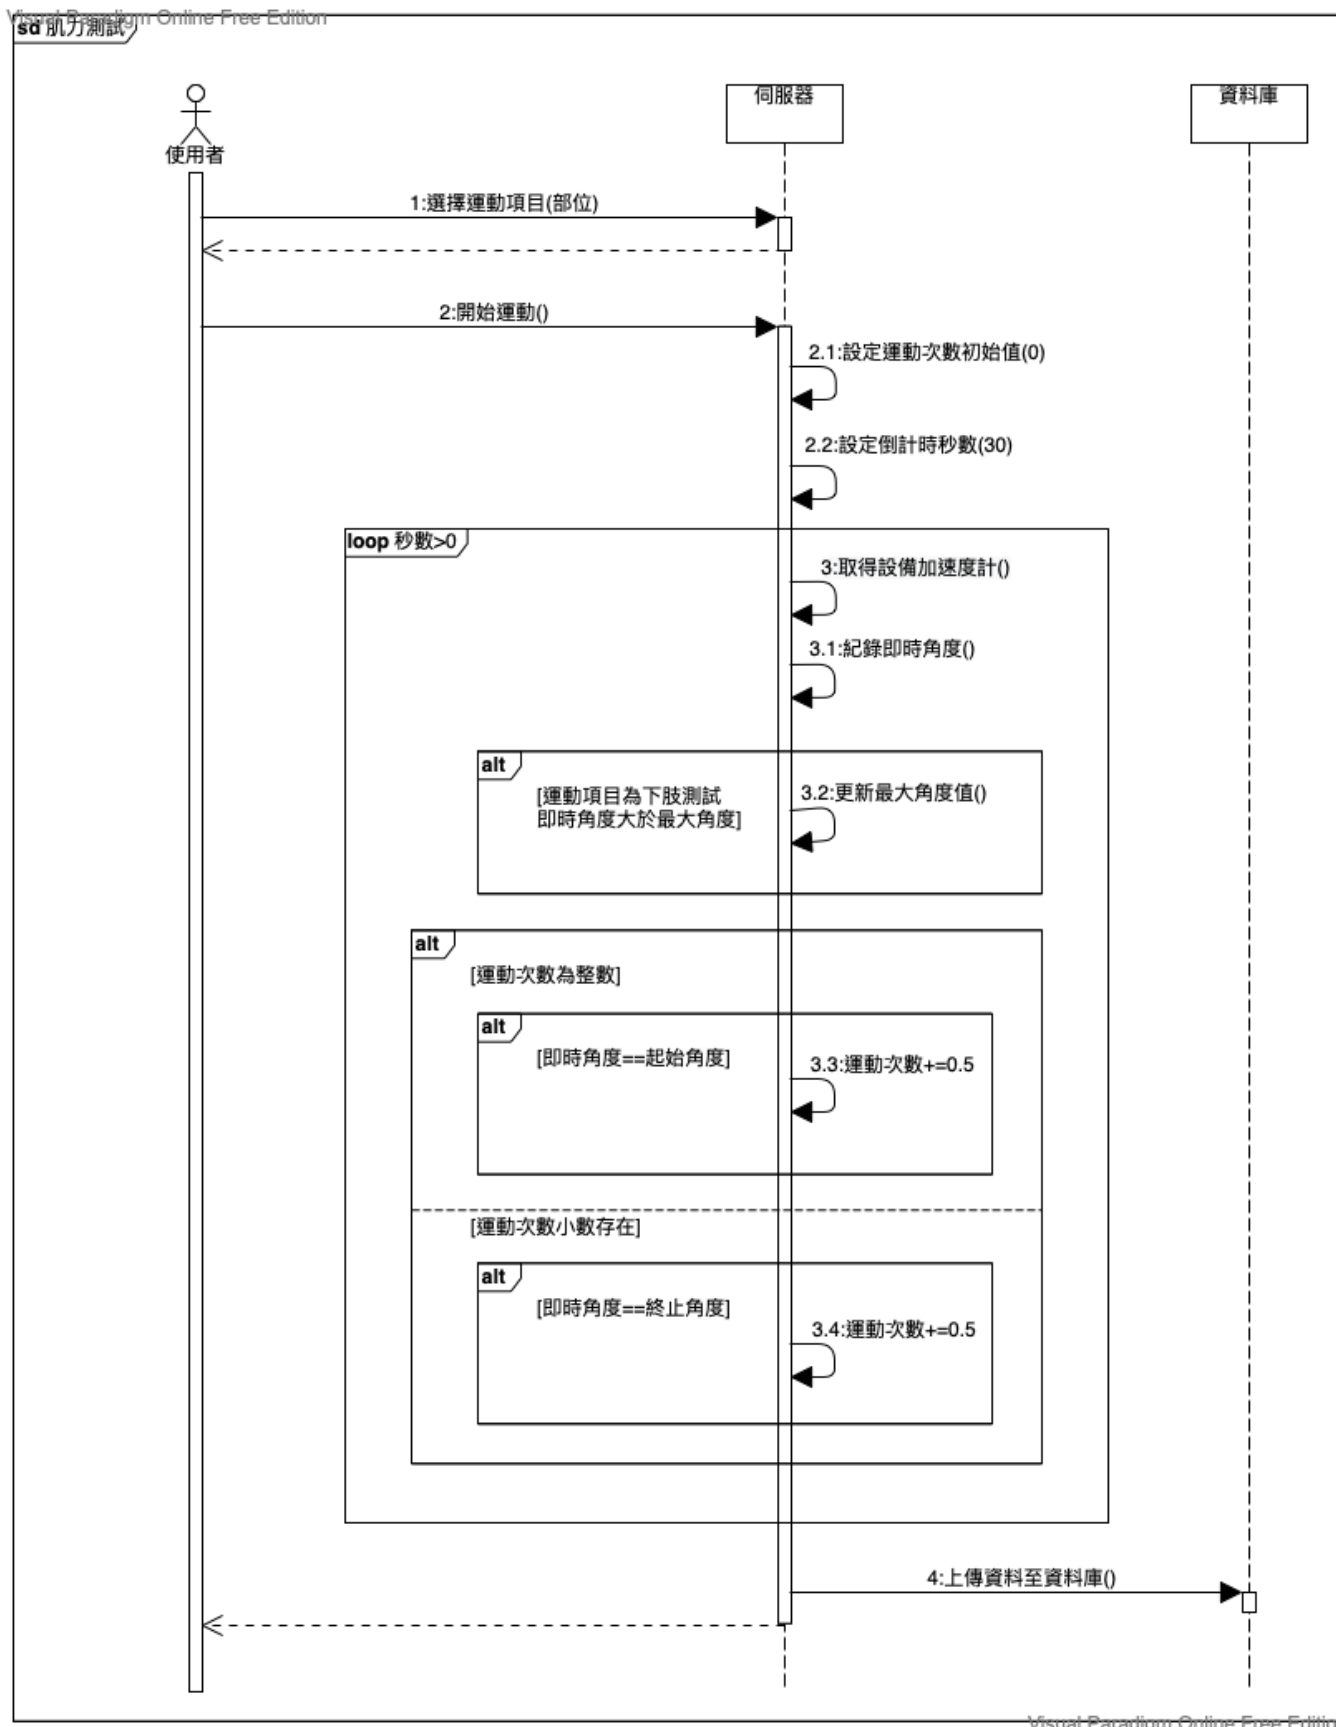 Visual Paradigm Online Free Edition
sd 肌力測試
伺服器
資料庫
使用者
1:選擇運動項目(部位)
2:開始運動()
2.1:設定運動次數初始值(0)
2.2:設定倒計時秒數(30)
loop 秒數>0
3:取得設備加速度計()
3.1:紀錄即時角度()
alt
[運動項目為下肢測試
即時角度大於最大角度]
3.2:更新最大角度值()
alt
[運動次數為整數]
alt
[即時角度==起始角度]
3.3:運動次數+=0.5
[運動次數小數存在]
alt
[即時角度==終止角度]
3.4:運動次數+=0.5
4:上傳資料至資料庫()
Visual Paradigm Online Free Editio